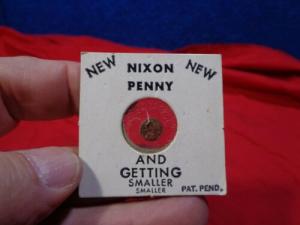 NEW NIXON NEW
PENNY
AND
GETTING
SMALLER
SMALLER
PAT. PEND.